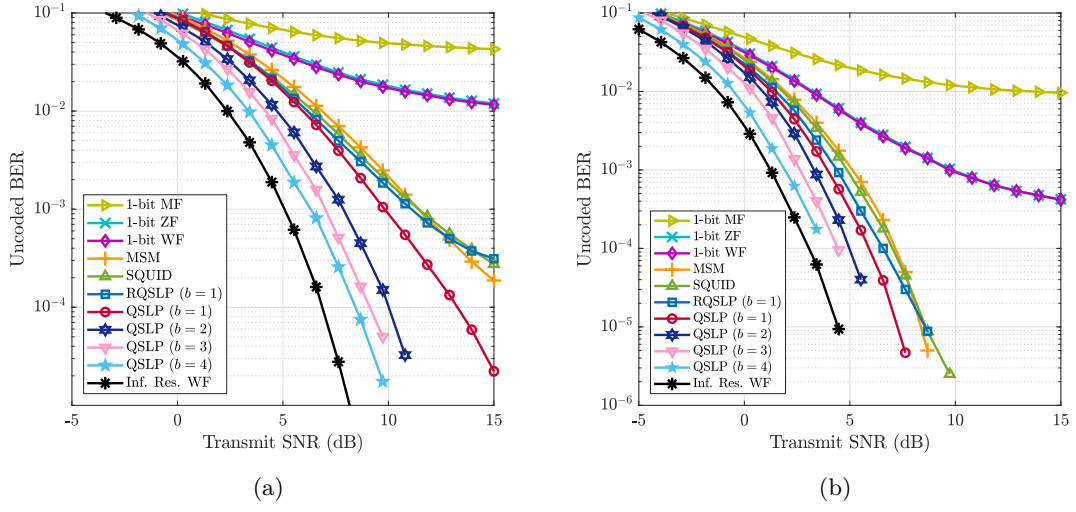 10^{-1}
10^{-2}
10^{-3}
10^{-4}
Uncoded BER
1-bit MF
1-bit ZF
1-bit WF
MSM
SQUID
RQSLP (b = 1)
QSLP (b = 1)
QSLP (b = 2)
QSLP (b = 3)
QSLP (b = 4)
Inf. Res. WF
-5 0 5 10 15
Transmit SNR (dB)
(a)
10^{-1}
10^{-2}
10^{-3}
10^{-4}
10^{-5}
10^{-6}
Uncoded BER
1-bit MF
1-bit ZF
1-bit WF
MSM
SQUID
RQSLP (b = 1)
QSLP (b = 1)
QSLP (b = 2)
QSLP (b = 3)
QSLP (b = 4)
Inf. Res. WF
-5 0 5 10 15
Transmit SNR (dB)
(b)